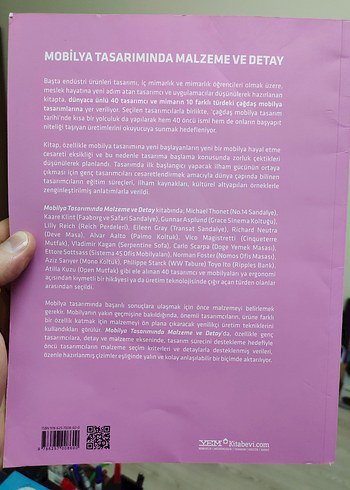 MOBİLYA TASARIMINDA MALZEME VE DETAY
Başta endüstri ürünleri tasarımı, iç mimarlık ve mimarlık öğrencileri olmak üzere,
meslek hayatına yeni adım atan tasarımcı ve uygulamacılar düşünülerek hazırlanan
kitapta, dünyaca ünlü 40 tasarımcı ve mimarın 10 farklı türdeki çağdaş mobilya
tasarımlarına yer veriliyor. Seçilen tasarımlarla birlikte, "çağdaş mobilya tasarım
tarihi"nde kısa bir yolculuk da yapılarak hem 40 öncü ismi hem de onların başyapıt
niteliği taşıyan üretimlerini okuyucuya sunmak hedefleniyor.
Kitap, özellikle mobilya tasarımına yeni başlayanların yeni bir mobilya hayal etme
cesareti eksikliği ve bu nedenle tasarıma başlama konusunda zorluk çektikleri
düşünülerek planlandı. Tasarımda ilk başlangıcı yapacak ilham gücünün ortaya
çıkması için genç tasarımcıları cesaretlendirmek amacıyla dünya çapında bilinen
tasarımcıların eğitim süreçleri, ilham kaynakları, kültürel altyapıları örneklerle
zenginleştirilmiş anlatımlarla verildi.
Mobilya Tasarımında Malzeme ve Detay kitabında; Michael Thonet (No.14 Sandalye),
Kaare Klint (Faaborg ve Safari Sandalye), Gunnar Asplund (Grace Sinema Koltuğu),
Lilly Reich (Reich Perdeleri), Eileen Gray (Transat Sandalye), Richard Neutra
(Deve Masa), Alvar Aalto (Paimo Koltuk), Vico Magistretti (Cinqueterre
Mutfak), Vladimir Kagan (Serpentine Sofa), Carlo Scarpa (Doge Yemek Masası),
Ettore Sottsass (Sistema 45 Ofis Mobilyaları), Norman Foster (Nomos Ofis Masası),
Aziz Sarıyer (Mono Koltuk), Philippe Starck (WW Tabure) Toyo Ito (Ripples Bank),
Atilla Kuzu (Open Mutfak) gibi ele alınan 40 tasarımcı ve mobilyaları ya ergonomi
açısından kıymetli bir hikâyesi ya da üretim teknolojisinde çığır açan türden olanlar
arasından seçildi.
Mobilya tasarımında başarılı sonuçlara ulaşmak için önce malzemeyi belirlemek
gerekir. Mobilyanın yakın geçmişine bakıldığında; önemli tasarımcıların, ürüne farklı
bir özellik katmak için malzemeyi ön plana çıkaracak yenilikçi üretim tekniklerini
kullandıkları görülür. Mobilya Tasarımında Malzeme ve Detay'da, özellikle genç
tasarımcılara, detay ve malzeme ekseninde, tasarım sürecini destekleme hedefiyle
öncü tasarımcıların malzeme seçim kriterleri ve detaylarla desteklenmiş verileri,
özenle hazırlanmış çizimler eşliğinde yalın ve kolay anlaşılabilir bir biçimde aktarılıyor.
YEM Kitabevi.com